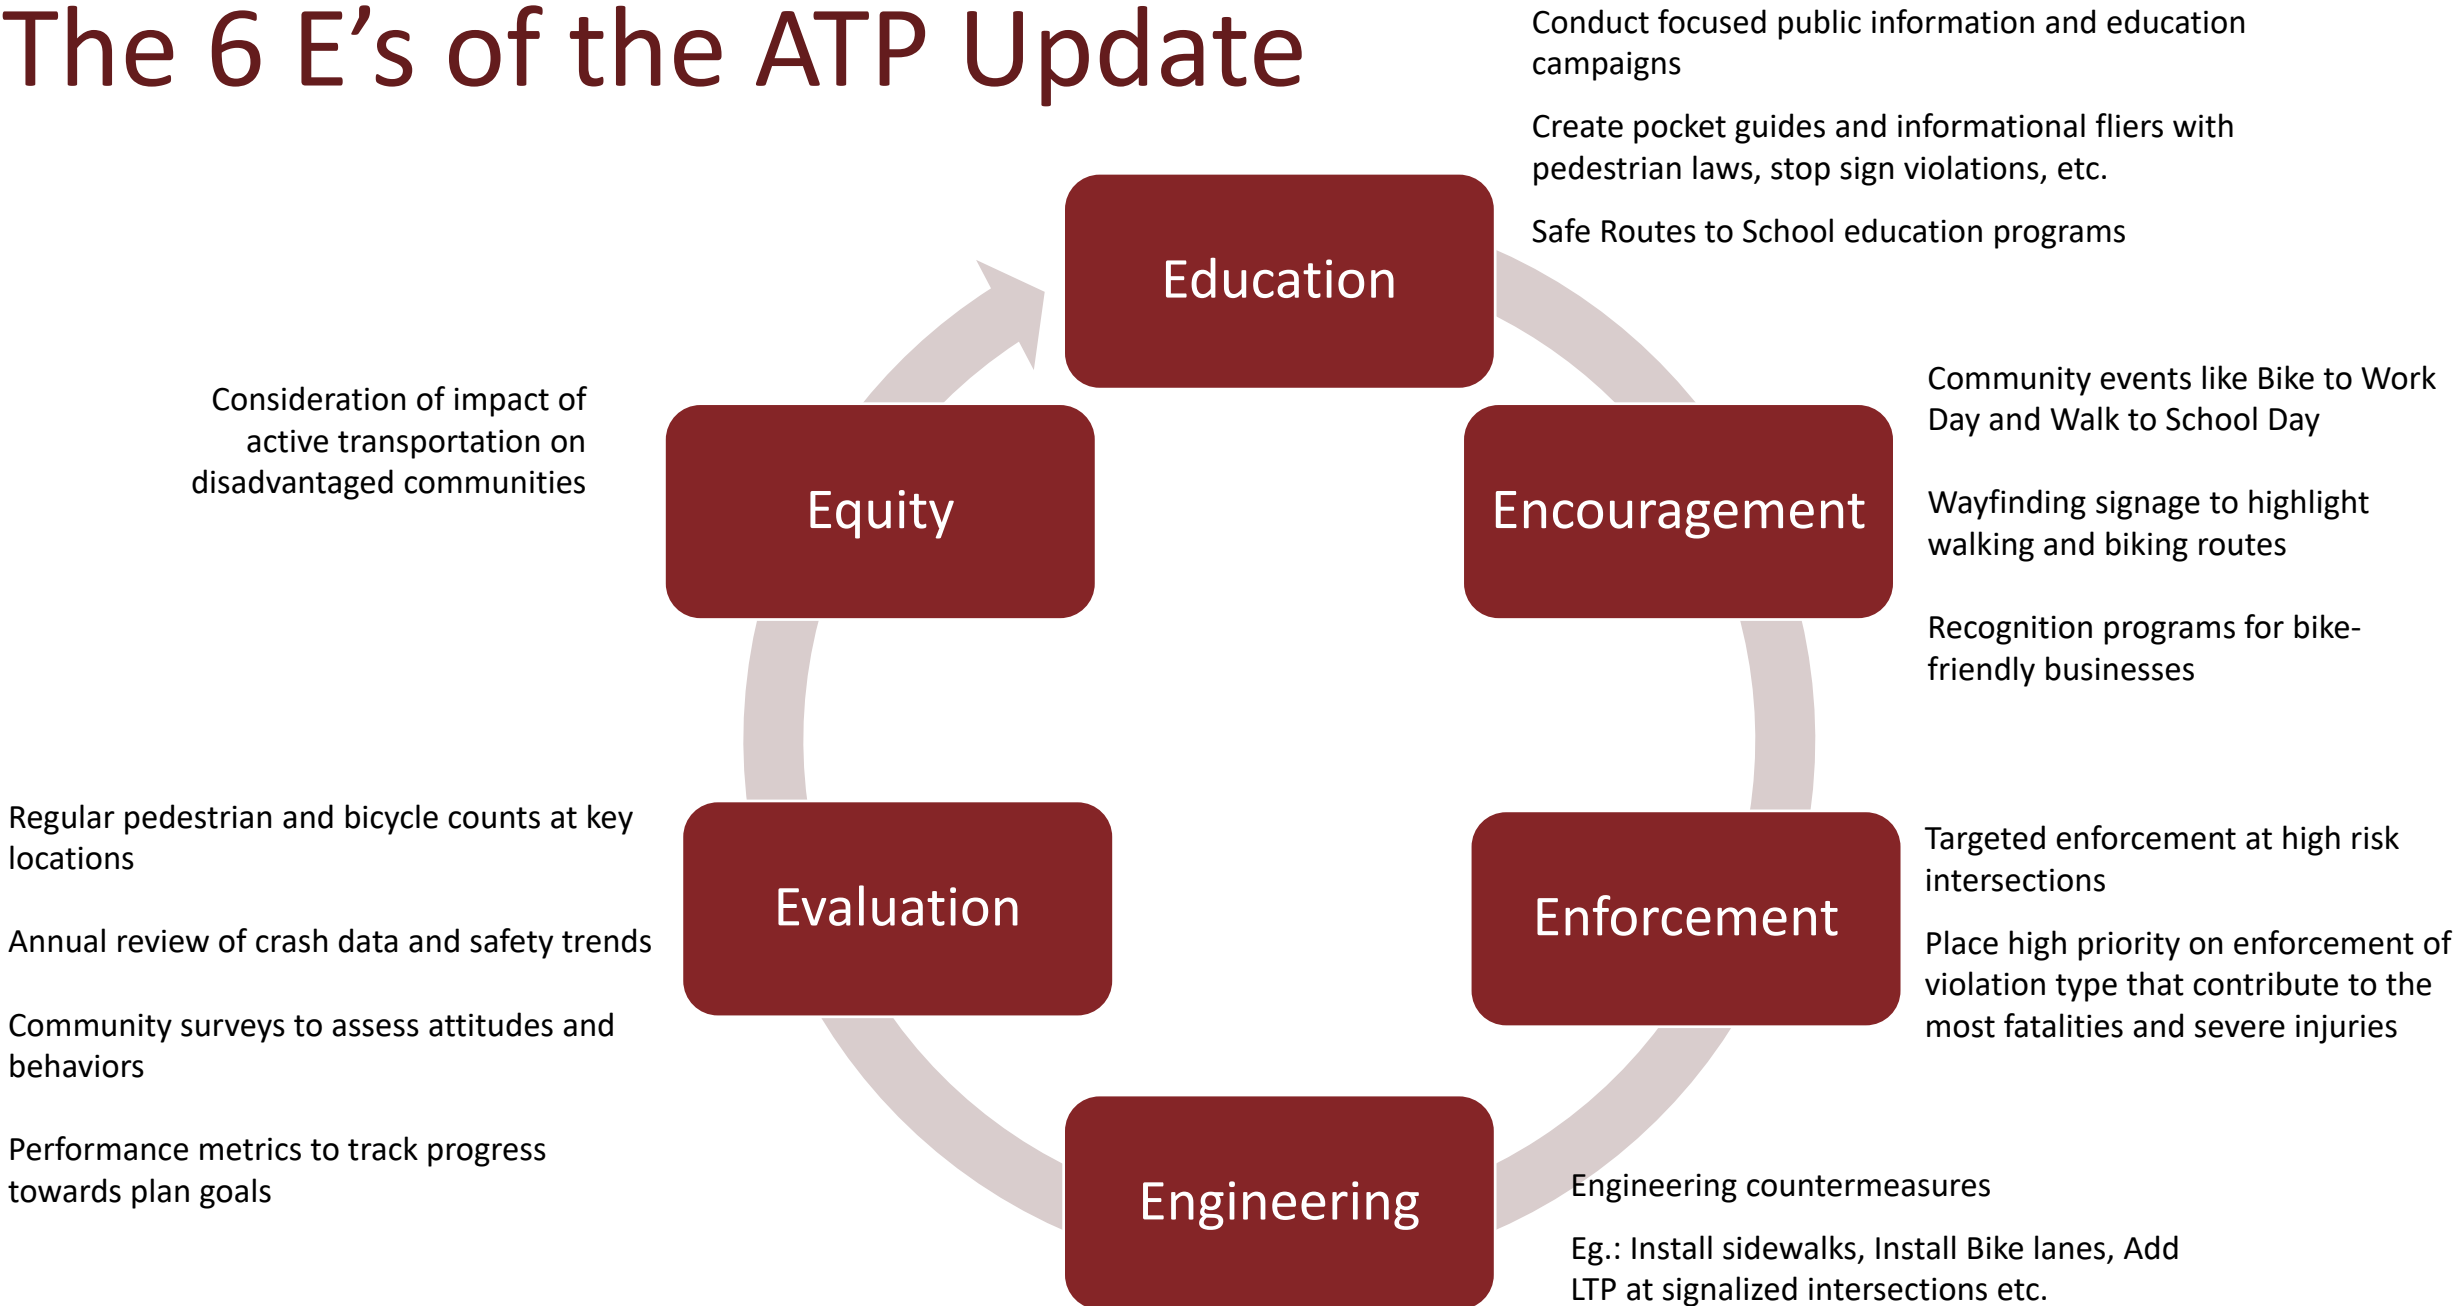 The 6 E's of the ATP Update
Education
Conduct focused public information and education
campaigns
Create pocket guides and informational fliers with
pedestrian laws, stop sign violations, etc.
Safe Routes to School education programs
Encouragement
Community events like Bike to Work
Day and Walk to School Day
Wayfinding signage to highlight
walking and biking routes
Recognition programs for bike-
friendly businesses
Enforcement
Targeted enforcement at high risk
intersections
Place high priority on enforcement of
violation type that contribute to the
most fatalities and severe injuries
Engineering
Engineering countermeasures
Eg.: Install sidewalks, Install Bike lanes, Add
LTP at signalized intersections etc.
Evaluation
Regular pedestrian and bicycle counts at key
locations
Annual review of crash data and safety trends
Community surveys to assess attitudes and
behaviors
Performance metrics to track progress
towards plan goals
Equity
Consideration of impact of
active transportation on
disadvantaged communities